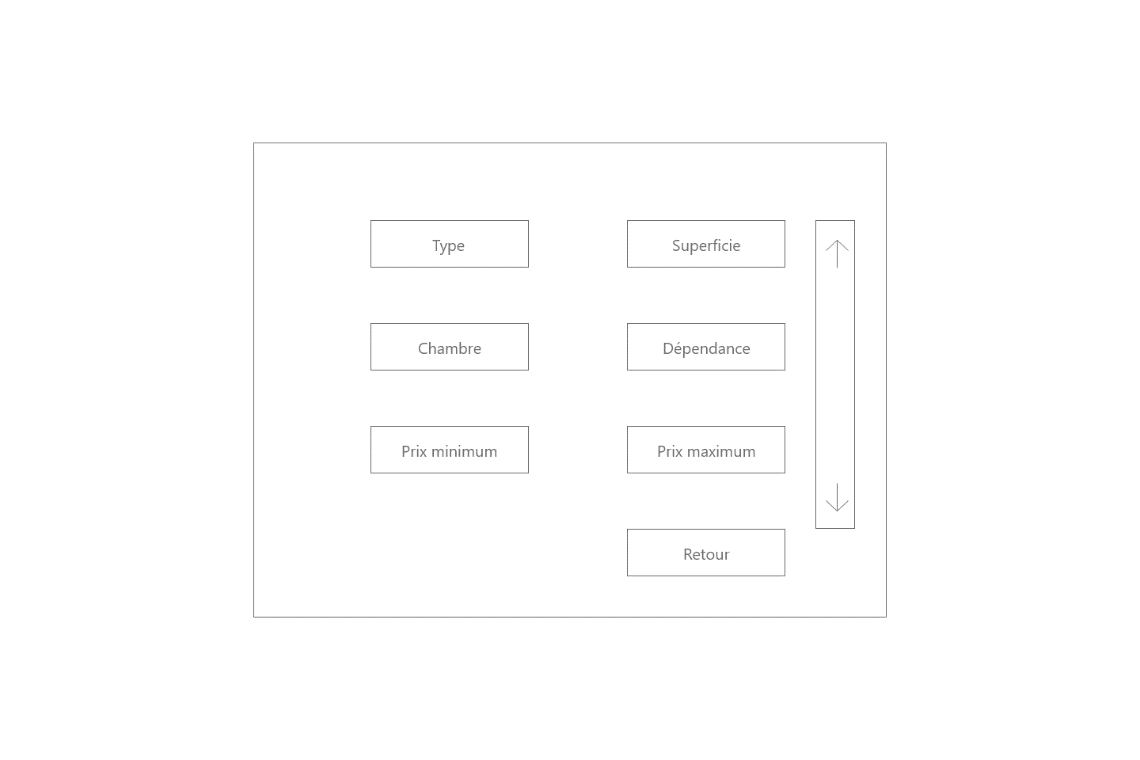 Type
Superficie
Chambre
Dépendance
Prix minimum
Prix maximum
Retour